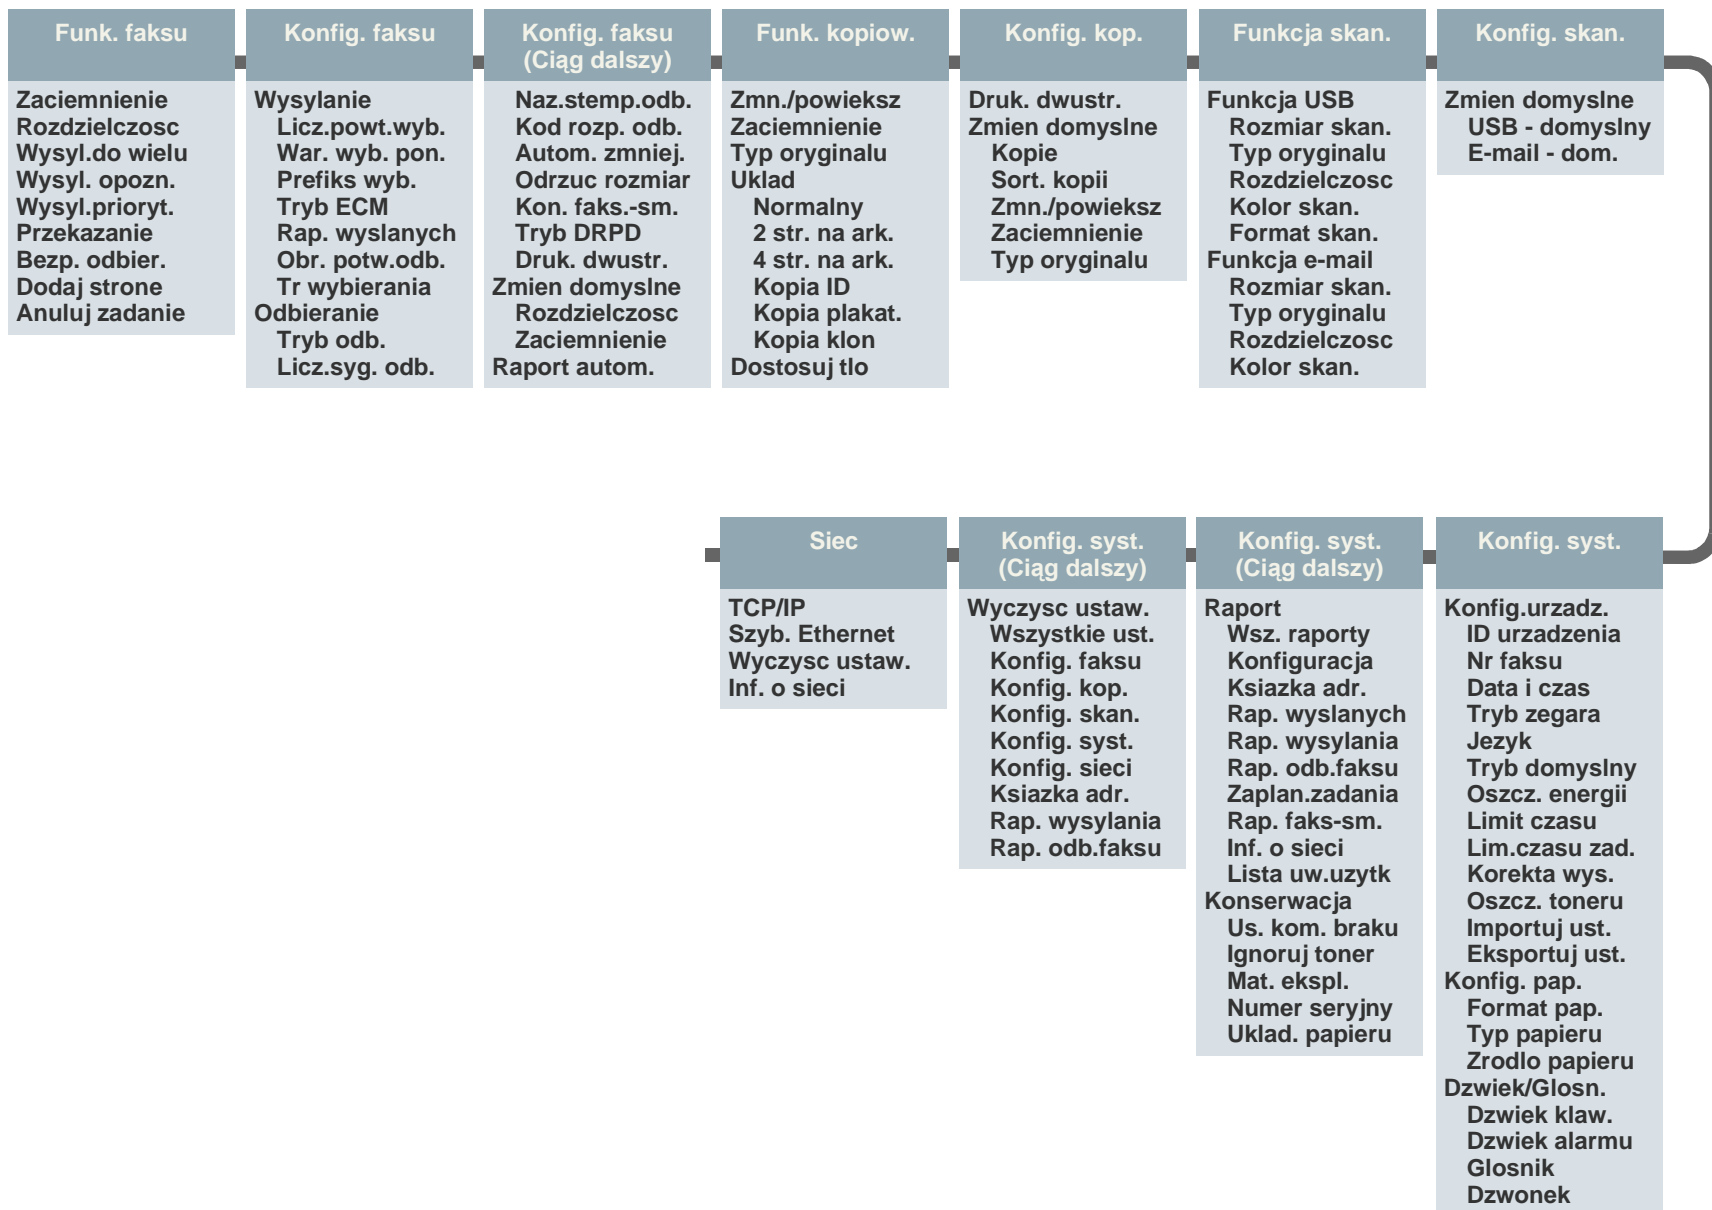 Funk. faksu
Zaciemnienie
Rozdzielczosc
Wysyl.do wielu
Wysyl. opozn.
Wysyl.prioryt.
Przekazanie
Bezp. odbier.
Dodaj strone
Anuluj zadanie
Konfig. faksu
Wysylanie
Licz.powt.wyb.
War. wyb. pon.
Prefiks wyb.
Tryb ECM
Rap. wyslanych
Obr. potw.odb.
Tr wybierania
Odbieranie
Tryb odb.
Licz.syg. odb.
Konfig. faksu
(Ciąg dalszy)
Naz.stemp.odb.
Kod rozp. odb.
Autom. zmniej.
Odrzuc rozmiar
Kon. faks.-sm.
Tryb DRPD
Druk. dwustr.
Zmien domyslne
Rozdzielczosc
Zaciemnienie
Raport autom.
Funk. kopiow.
Zmn./powieksz
Zaciemnienie
Typ oryginalu
Uklad
Normalny
2 str. na ark.
4 str. na ark.
Kopia ID
Kopia plakat.
Kopia klon
Dostosuj tlo
Konfig. kop.
Druk. dwustr.
Zmien domyslne
Kopie
Sort. kopii
Zmn./powieksz
Zaciemnienie
Typ oryginalu
Funkcja skan.
Funkcja USB
Rozmiar skan.
Typ oryginalu
Rozdzielczosc
Kolor skan.
Format skan.
Funkcja e-mail
Rozmiar skan.
Typ oryginalu
Rozdzielczosc
Kolor skan.
Konfig. skan.
Zmien domyslne
USB - domyslny
E-mail - dom.
Siec
TCP/IP
Szyb. Ethernet
Wyczysc ustaw.
Inf. o sieci
Konfig. syst.
(Ciąg dalszy)
Wyczysc ustaw.
Wszystkie ust.
Konfig. faksu
Konfig. kop.
Konfig. skan.
Konfig. syst.
Konfig. sieci
Ksiazka adr.
Rap. wysylania
Rap. odb.faksu
Konfig. syst.
(Ciąg dalszy)
Raport
Wsz. raporty
Konfiguracja
Ksiazka adr.
Rap. wyslanych
Rap. wysylania
Rap. odb.faksu
Zaplan.zadania
Rap. faks-sm.
Inf. o sieci
Lista uw.uzytk
Konserwacja
Us. kom. braku
Ignoruj toner
Mat. ekspl.
Numer seryjny
Uklad. papieru
Konfig. syst.
Konfig.urzadz.
ID urzadzenia
Nr faksu
Data i czas
Tryb zegara
Jezyk
Tryb domyslny
Oszcz. energii
Limit czasu
Lim.czasu zad.
Korekta wys.
Oszcz. toneru
Importuj ust.
Eksportuj ust.
Konfig. pap.
Format pap.
Typ papieru
Zrodlo papieru
Dzwiek/Glosn.
Dzwiek klaw.
Dzwiek alarmu
Glosnik
Dzwonek